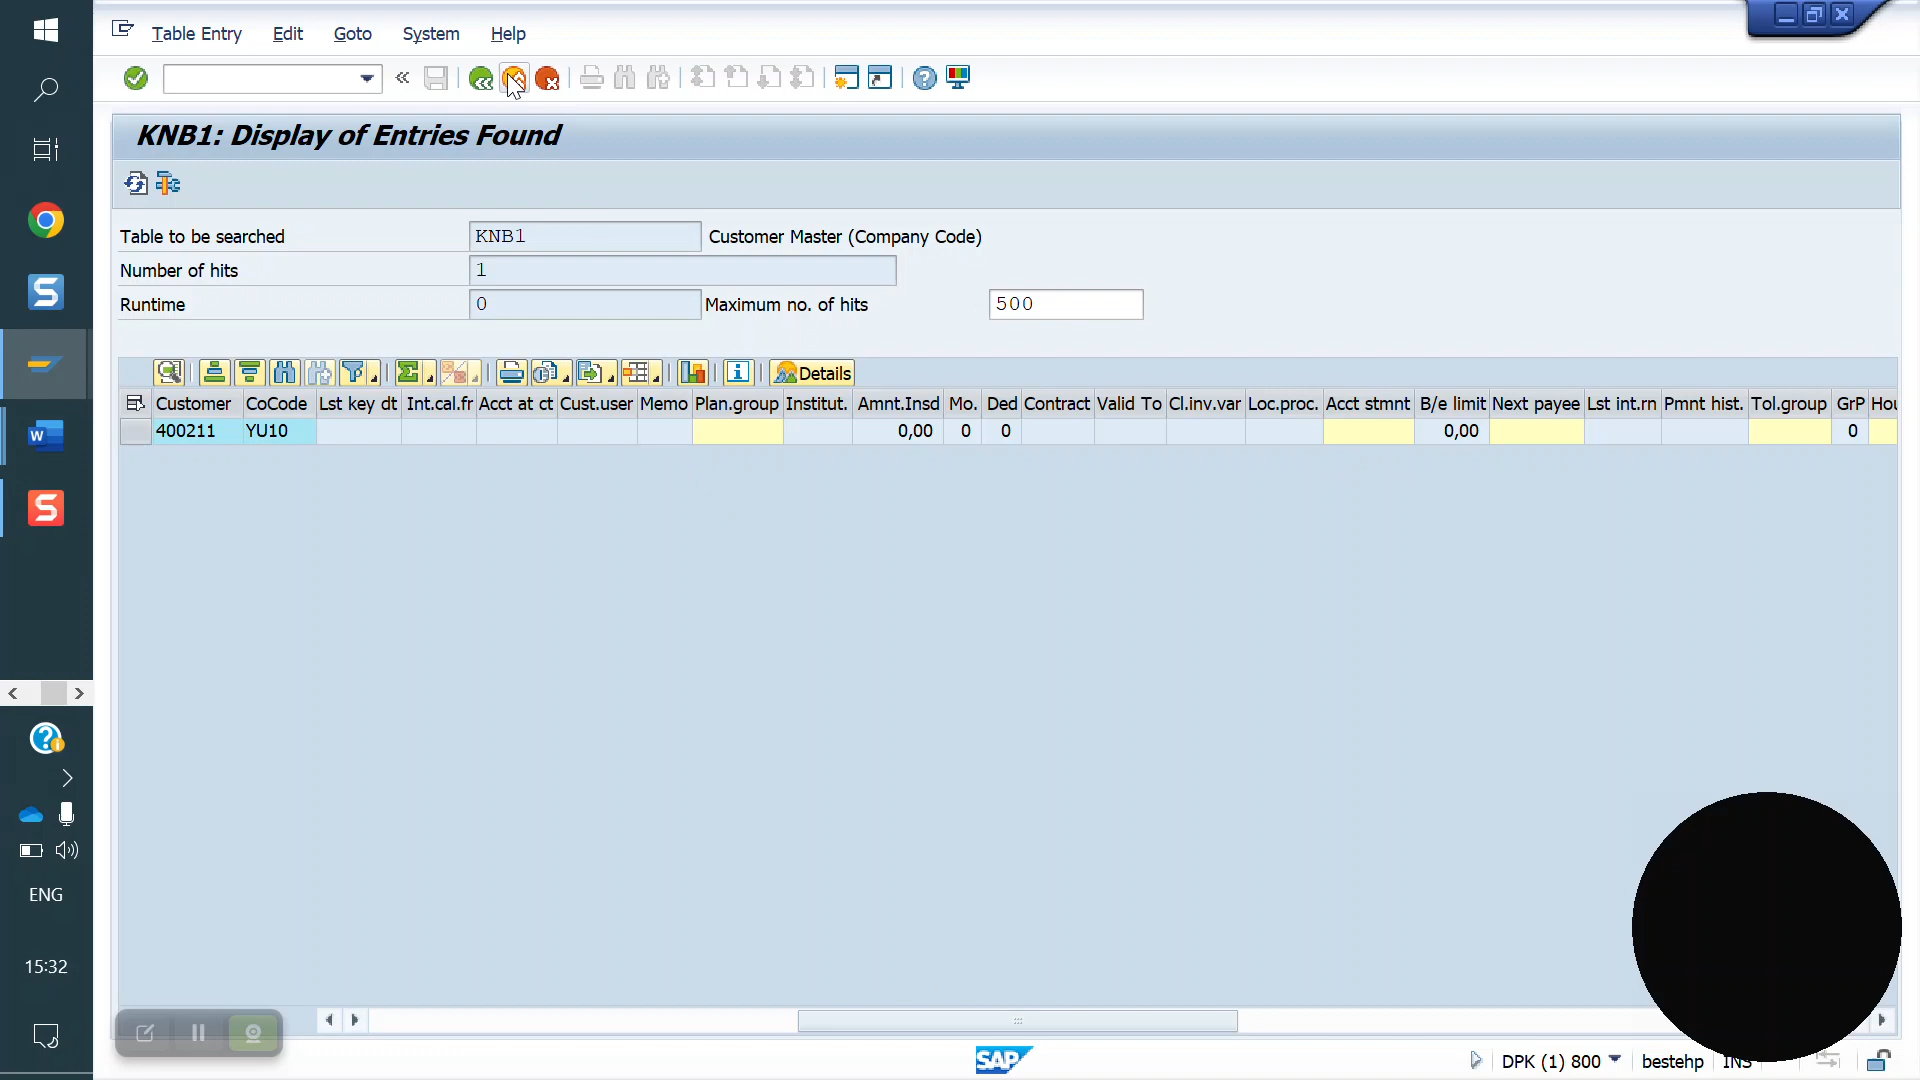 Table Entry Edit Goto System Help
KNB1: Display of Entries Found
Table to be searched KNB1 Customer Master (Company Code)
Number of hits 1
Runtime 0 Maximum no. of hits 500
Details
Customer CoCode Lst key dt Int.cal.fr Acct at ct Cust.user Memo Plan.group Institut. Amnt.Insd Mo. Ded Contract Valid To Cl.inv.var Loc.proc. Acct stmnt B/e limit Next payee Lst int.rn Pmnt hist. Tol.group GrP Hou
400211 YU10 0,00 0 0 0,00 0
ENG
15:32
SAP
DPK (1) 800 bestehp INS